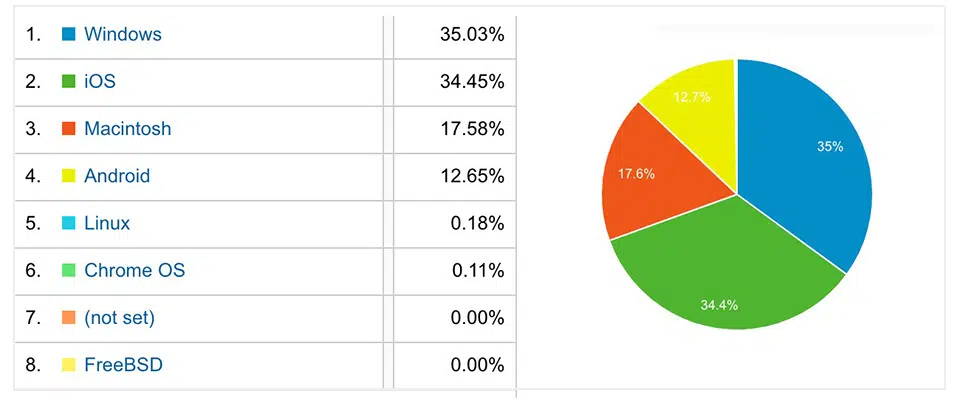 1. Windows 35.03%
2. iOS 34.45%
3. Macintosh 17.58%
4. Android 12.65%
5. Linux 0.18%
6. Chrome OS 0.11%
7. (not set) 0.00%
8. FreeBSD 0.00%
12.7%
35%
17.6%
34.4%